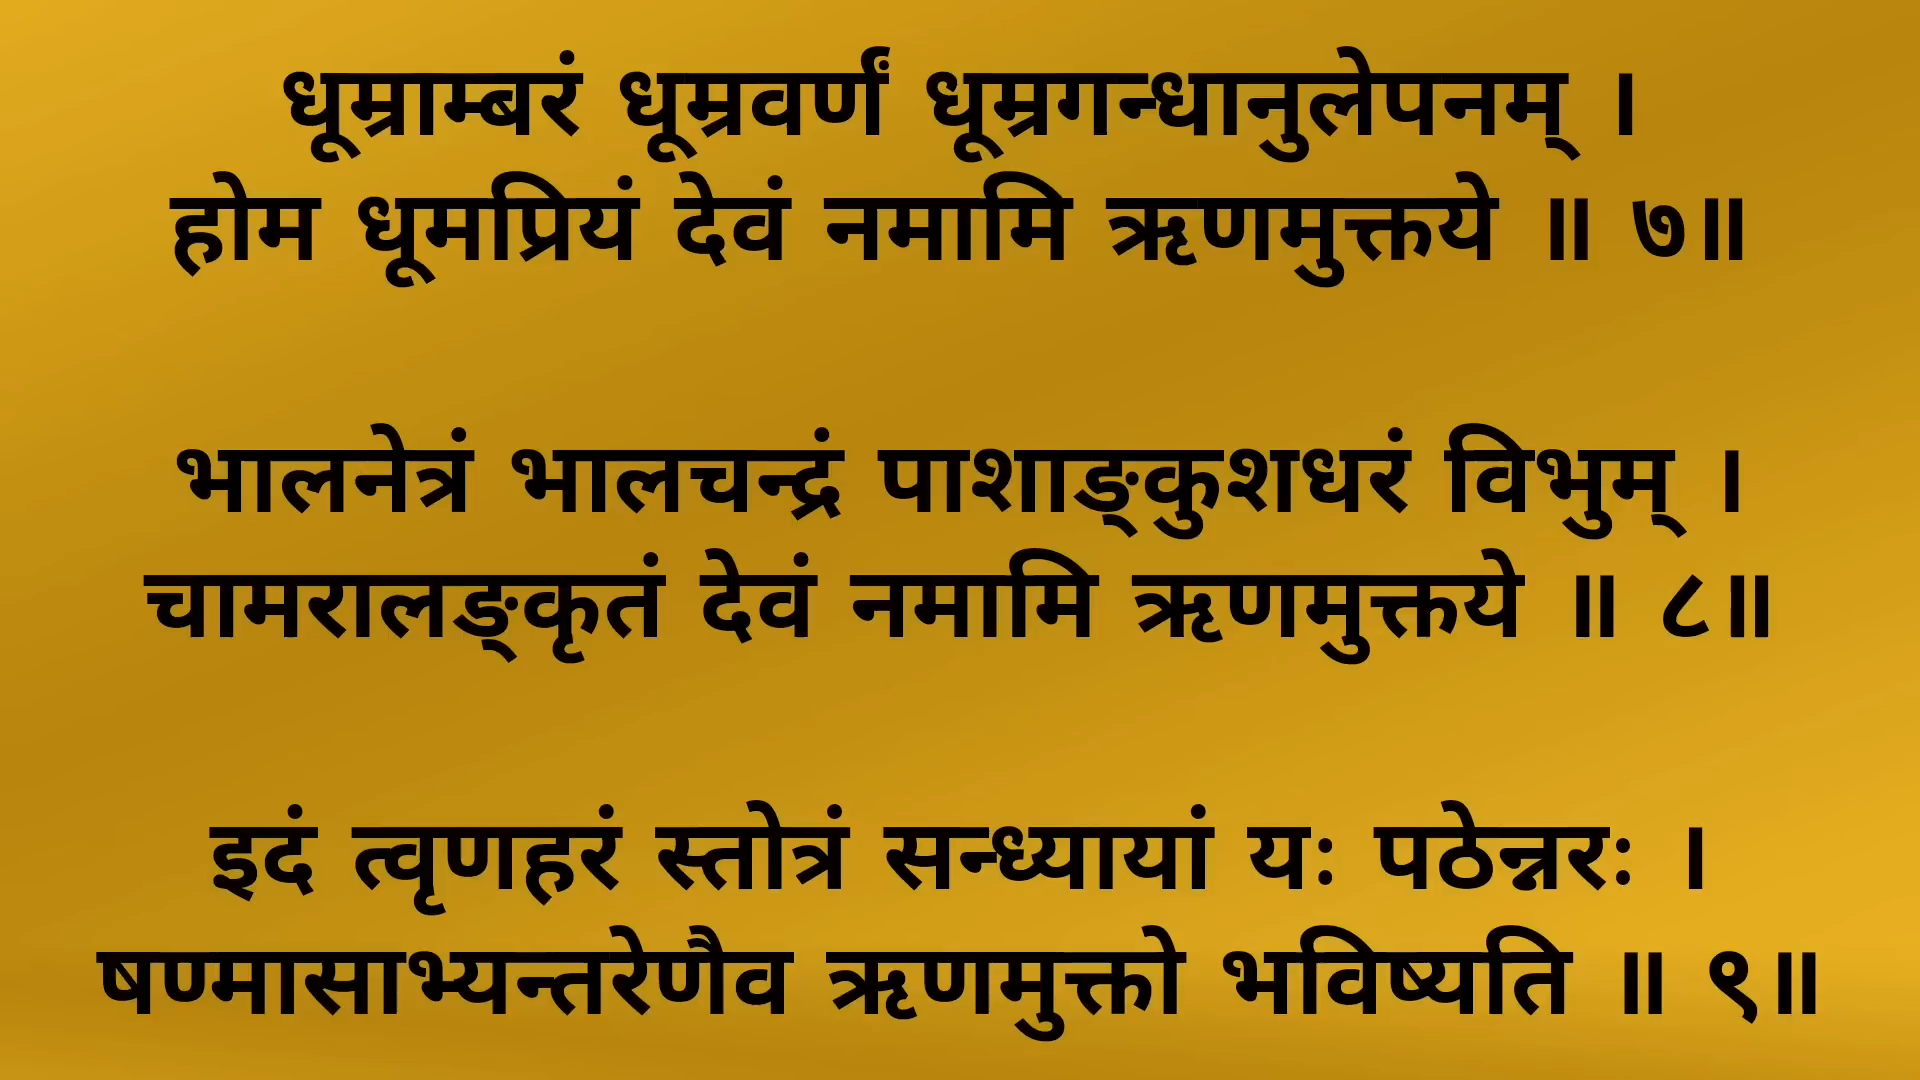 धूम्राम्बरं धूम्रवर्णं धूम्रगन्धानुलेपनम् ।
होम धूमप्रियं देवं नमामि ऋणमुक्तये ॥ ७॥
भालनेत्रं भालचन्द्रं पाशाङ्कुशधरं विभुम् ।
चामरालङ्कृतं देवं नमामि ऋणमुक्तये ॥ ८॥
इदं त्वृणहरं स्तोत्रं सन्ध्यायां यः पठेन्नरः ।
षण्मासाभ्यन्तरेणैव ऋणमुक्तो भविष्यति ॥ ९॥